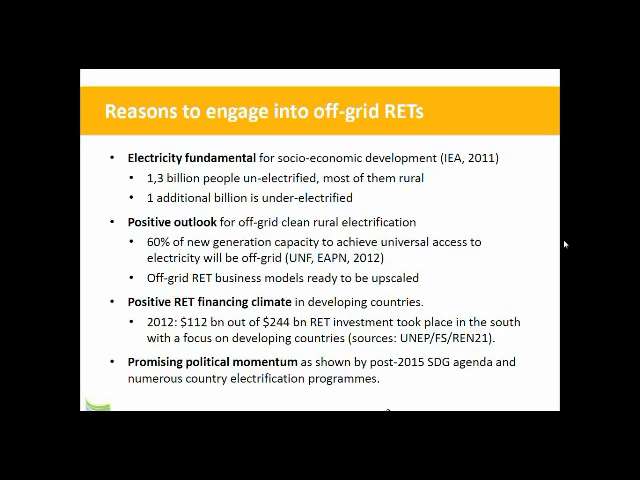 Reasons to engage into off-grid RETs
• Electricity fundamental for socio-economic development (IEA, 2011)
• 1,3 billion people un-electrified, most of them rural
• 1 additional billion is under-electrified
• Positive outlook for off-grid clean rural electrification
• 60% of new generation capacity to achieve universal access to
electricity will be off-grid (UNF, EAPN, 2012)
• Off-grid RET business models ready to be upscaled
• Positive RET financing climate in developing countries.
• 2012: $112 bn out of $244 bn RET investment took place in the south
with a focus on developing countries (sources: UNEP/FS/REN21).
• Promising political momentum as shown by post-2015 SDG agenda and
numerous country electrification programmes.